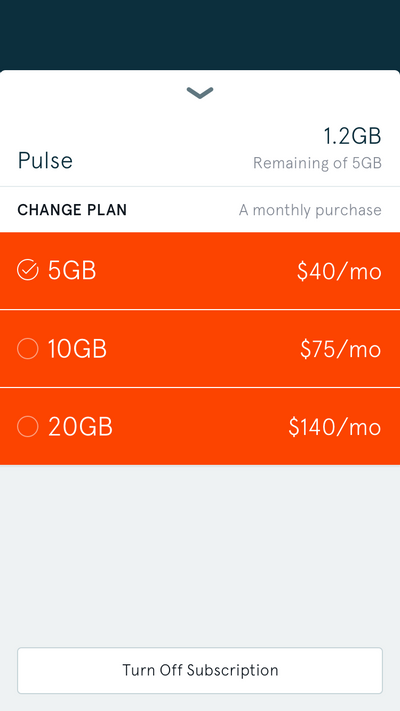 1.2GB
Pulse
Remaining of 5GB
CHANGE PLAN
A monthly purchase
5GB
$40/mo
10GB
$75/mo
20GB
$140/mo
Turn Off Subscription